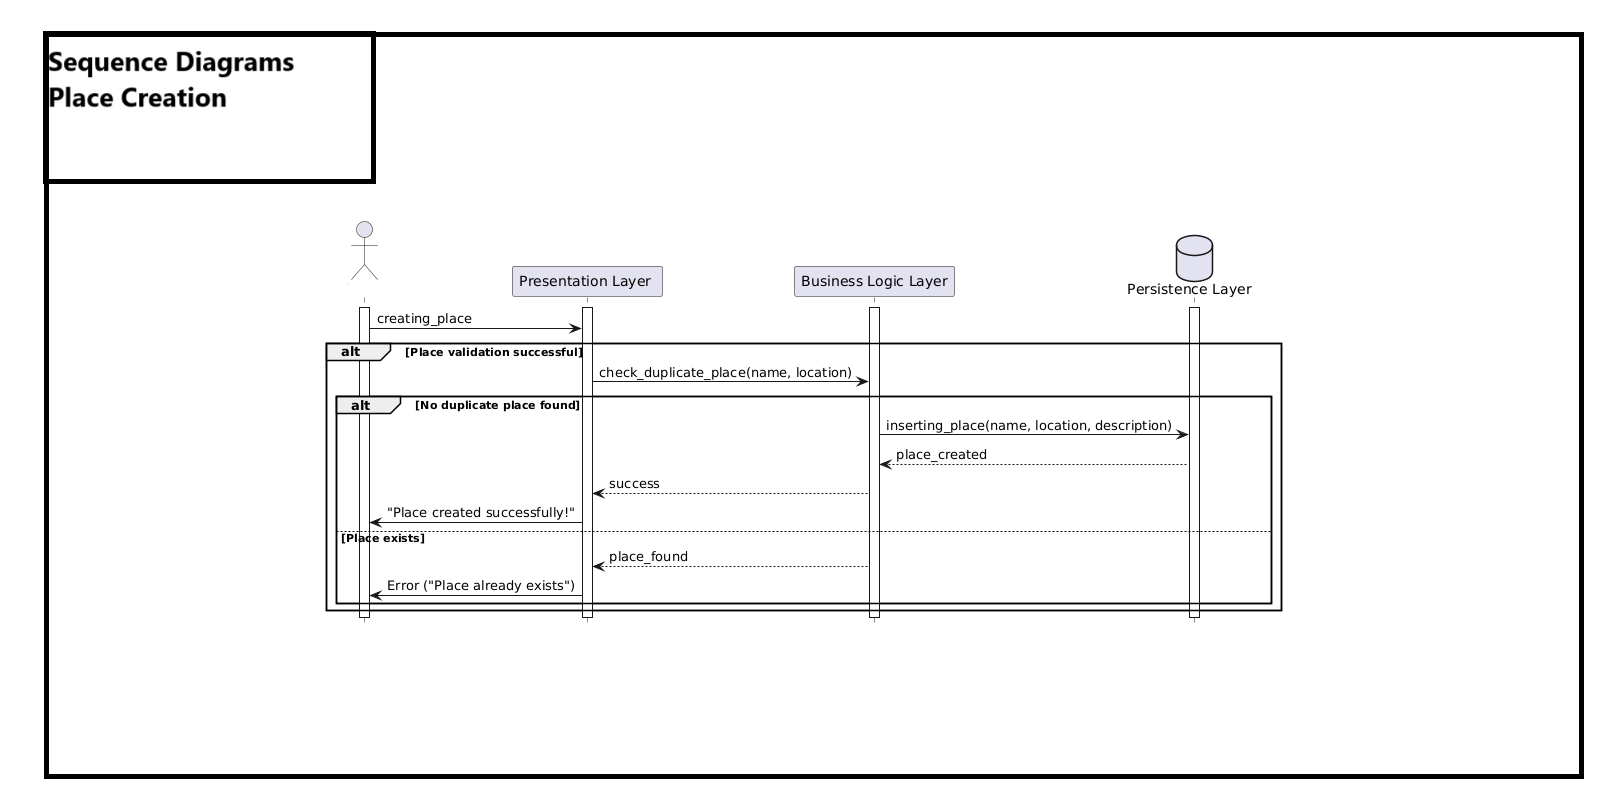 Sequence Diagrams
Place Creation
Presentation Layer
Business Logic Layer
Persistence Layer
creating_place
alt
[Place validation successful]
check_duplicate_place(name, location)
alt
[No duplicate place found]
inserting_place(name, location, description)
place_created
success
"Place created successfully!"
[Place exists]
place_found
Error ("Place already exists")